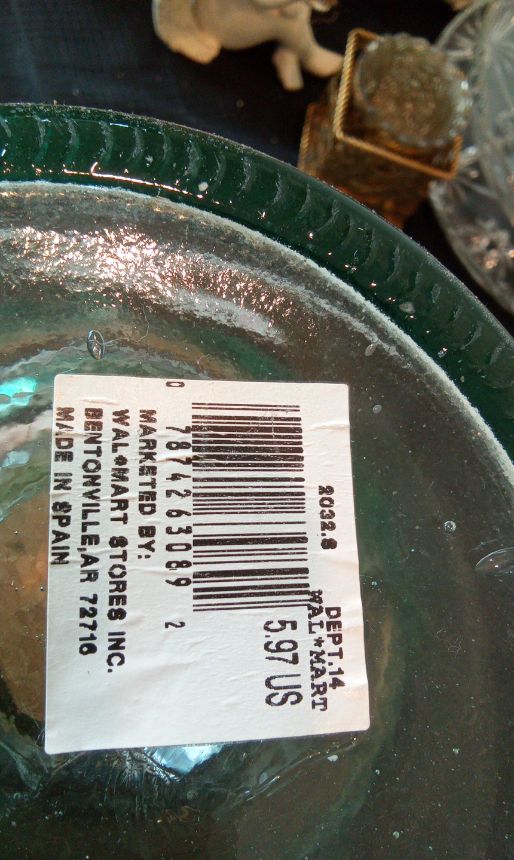 2032.8
DEPT.14
WAL*MART
5.97 US
0 78742 63089 2
MARKETED BY:
WAL*MART STORES INC.
BENTONVILLE,AR 72716
MADE IN SPAIN